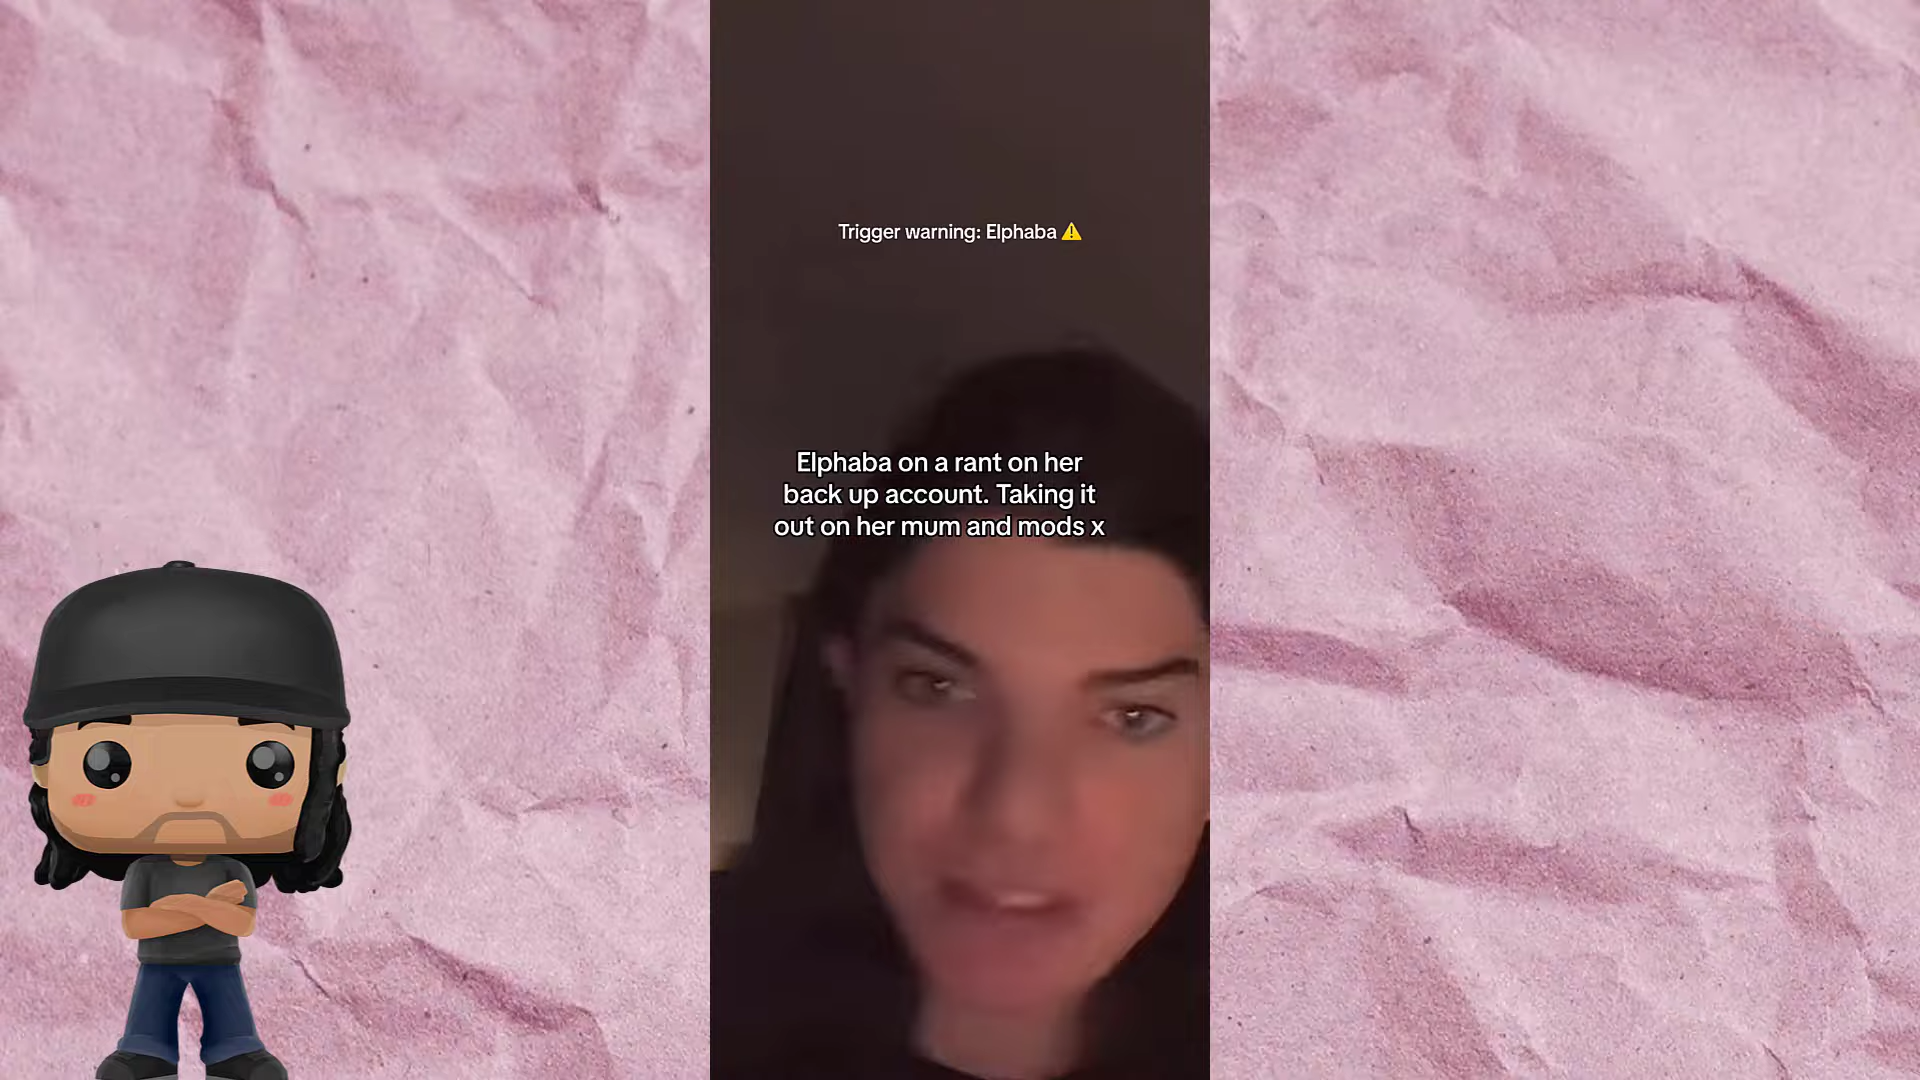 Trigger warning: Elphaba ⚠️
Elphaba on a rant on her
back up account. Taking it
out on her mum and mods x